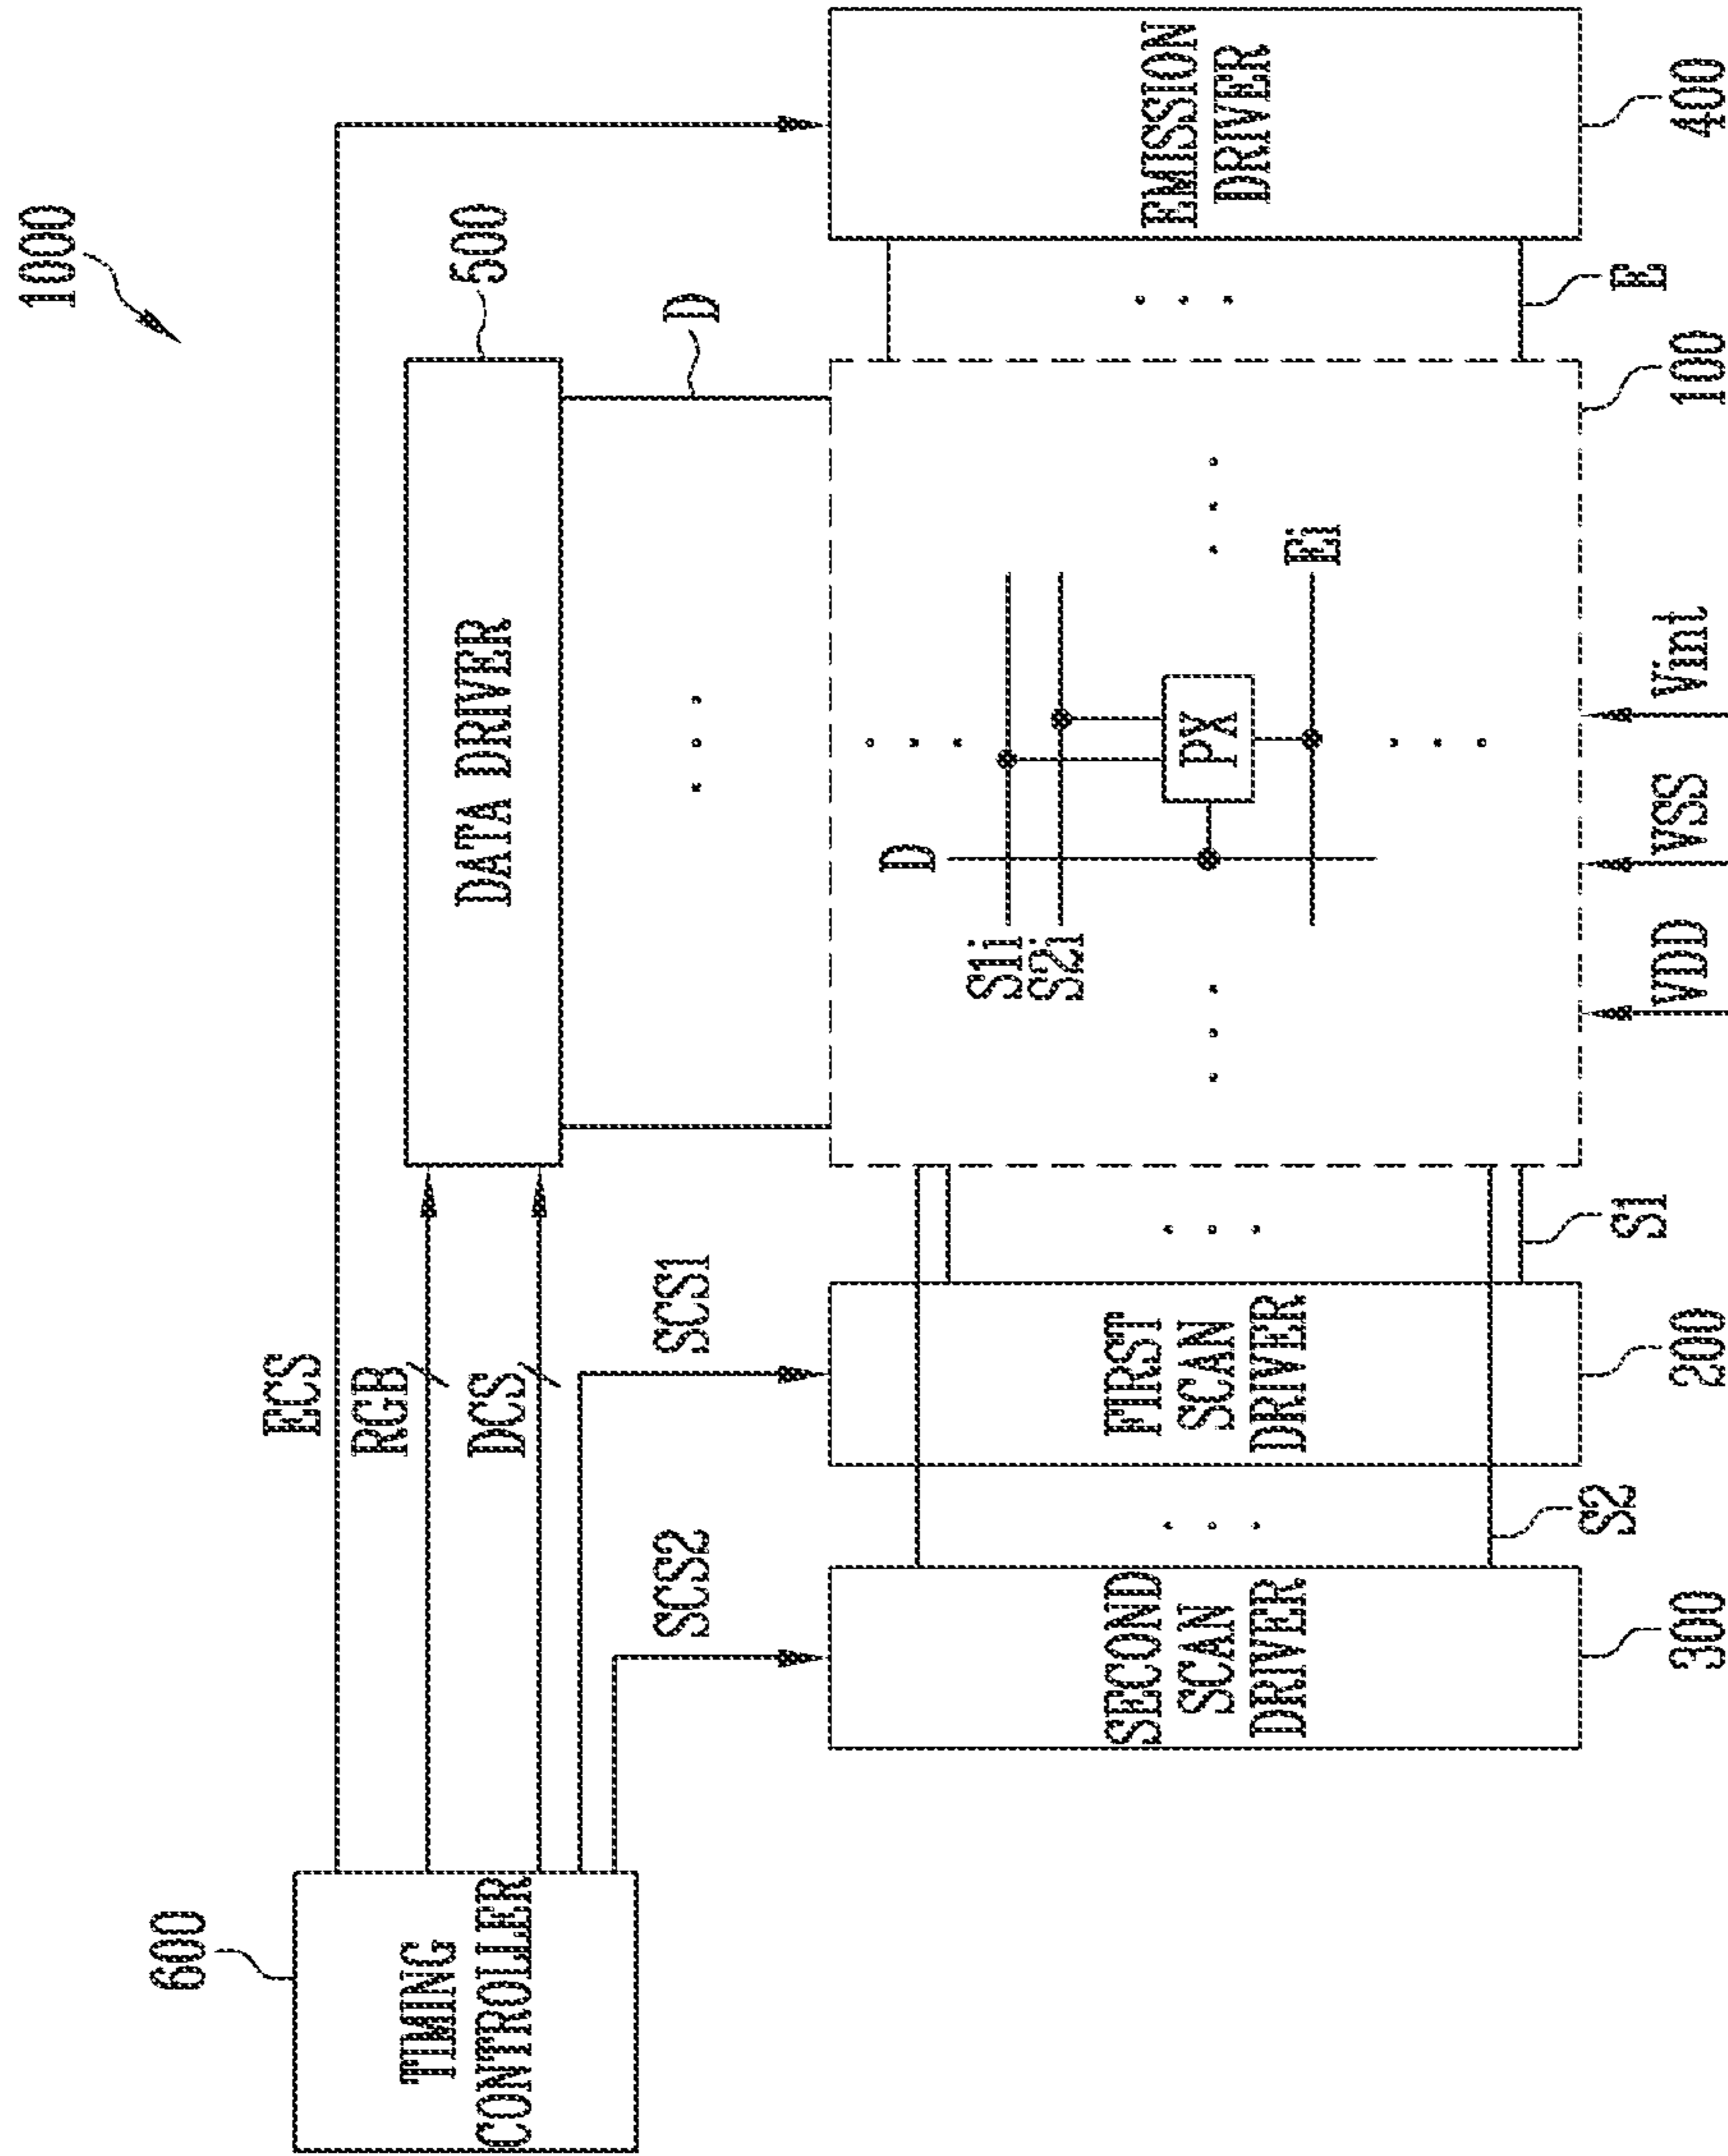 1000
600
TIMING
CONTROLLER
ECS
RGB
DCS
SCS1
SCS2
DATA DRIVER
500
D
SECOND
SCAN
DRIVER
300
FIRST
SCAN
DRIVER
200
S2
S1
D
S1i
S2i
PX
Ei
100
E
EMISSION
DRIVER
400
VDD
VSS
Vint